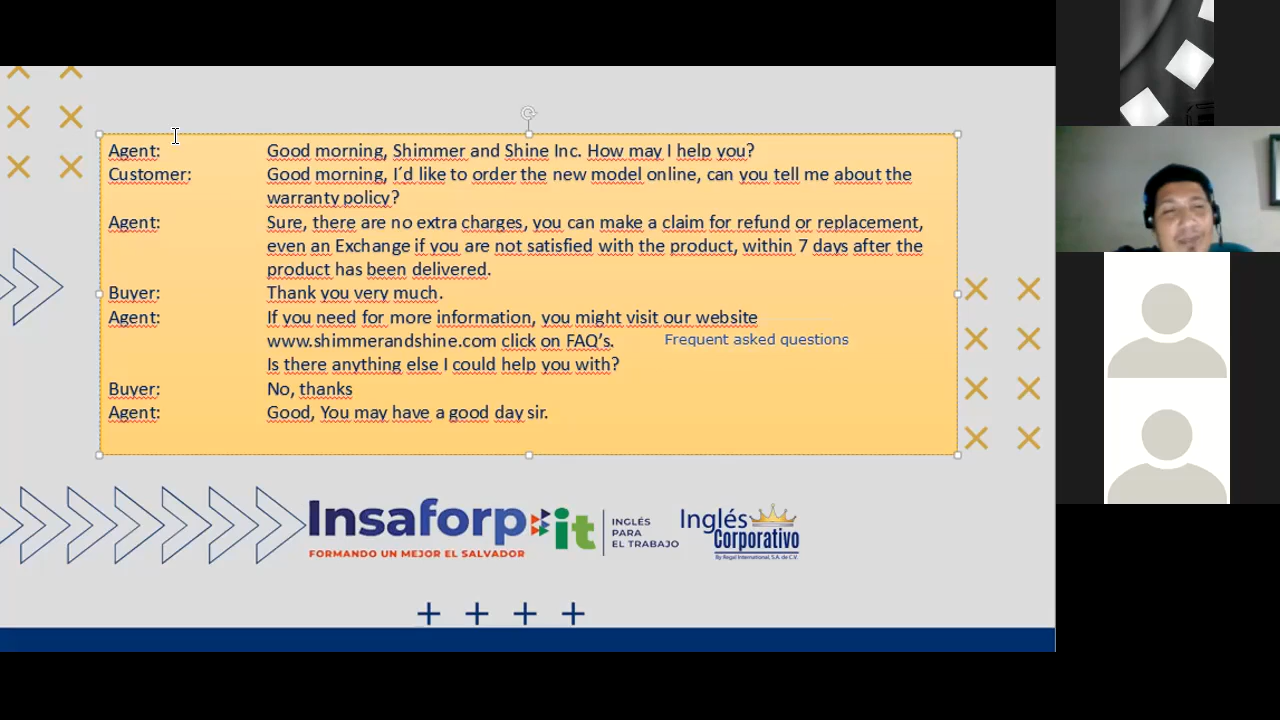 Agent: Good morning, Shimmer and Shine Inc. How may I help you?
Customer: Good morning, I´d like to order the new model online, can you tell me about the
warranty policy?
Agent: Sure, there are no extra charges, you can make a claim for refund or replacement,
even an Exchange if you are not satisfied with the product, within 7 days after the
product has been delivered.
Buyer: Thank you very much.
Agent: If you need for more information, you might visit our website
www.shimmerandshine.com click on FAQ’s. Frequent asked questions
Is there anything else I could help you with?
Buyer: No, thanks
Agent: Good, You may have a good day sir.
Insaforp
FORMANDO UN MEJOR EL SALVADOR
it
INGLÉS
PARA
EL TRABAJO
Inglés
Corporativo
By Regal International, S.A. de C.V.